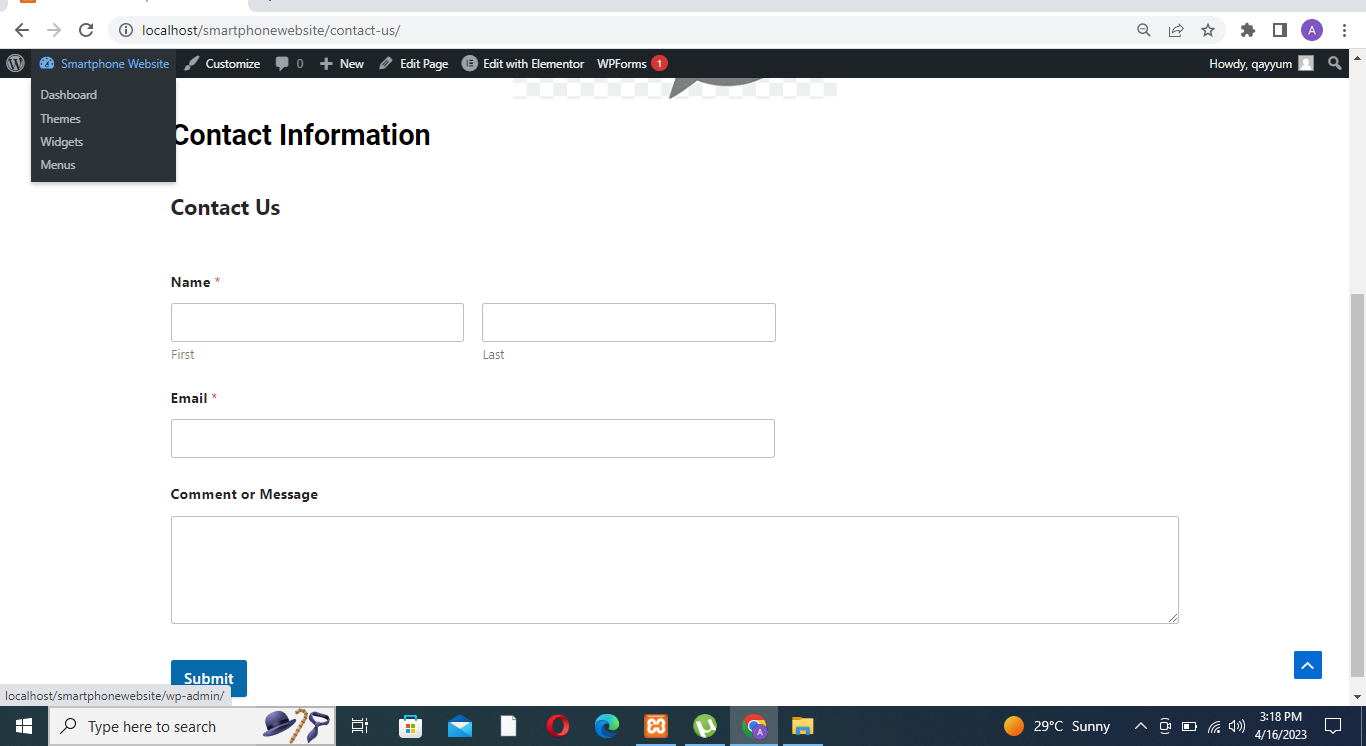 localhost/smartphonewebsite/contact-us/
A
Smartphone Website Customize 0 New Edit Page Edit with Elementor WPForms 1 Howdy, qayyum
Dashboard
Themes
Widgets
Menus
Contact Information
Contact Us
Name *
First Last
Email *
Comment or Message
Submit
localhost/smartphonewebsite/wp-admin/
Type here to search
A
29°C Sunny
3:18 PM
4/16/2023